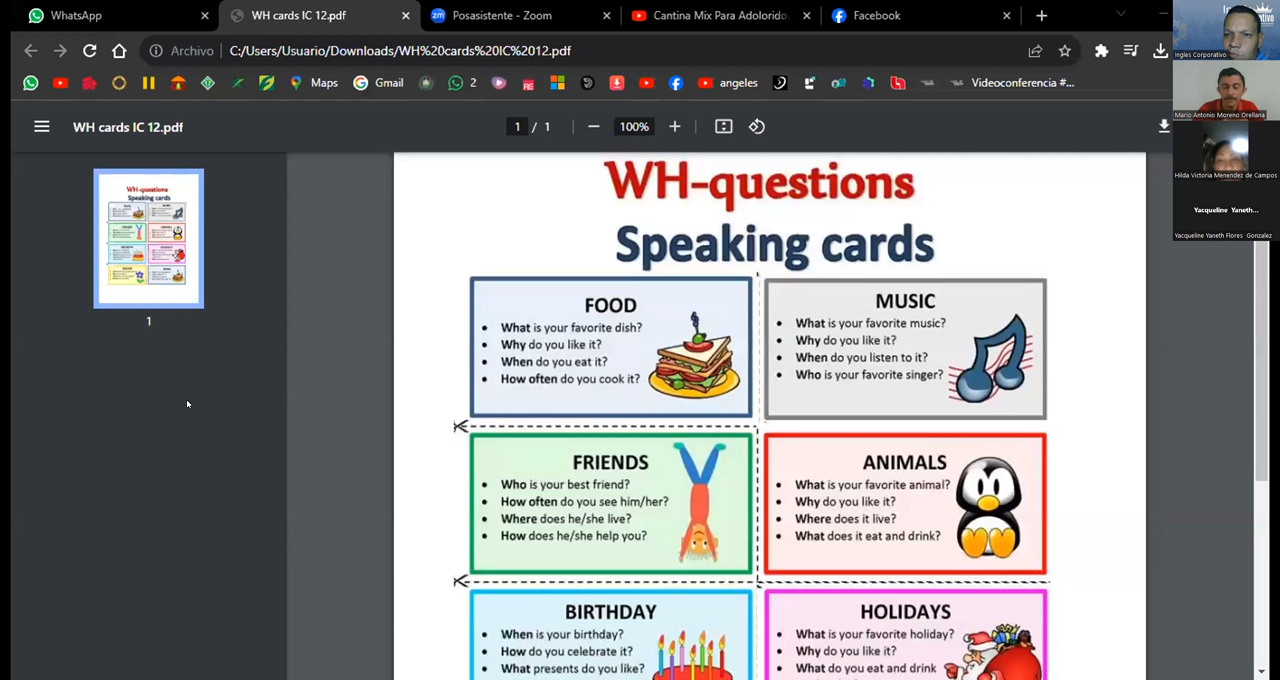 WhatsApp
WH cards IC 12.pdf
Posasistente - Zoom
Cantina Mix Para Adolorido
Facebook
Archivo
C:/Users/Usuario/Downloads/WH%20cards%20IC%2012.pdf
Maps
Gmail
2
angeles
Videoconferencia #...
WH cards IC 12.pdf
1 / 1
100%
Ingles Corporativo
Mario Antonio Moreno Orellana
Hilda Victoria Menendez de Campos
Yacqueline Yaneth...
Yacqueline Yaneth Flores Gonzalez
1
WH-questions
Speaking cards
FOOD
• What is your favorite dish?
• Why do you like it?
• When do you eat it?
• How often do you cook it?
MUSIC
• What is your favorite music?
• Why do you like it?
• When do you listen to it?
• Who is your favorite singer?
FRIENDS
• Who is your best friend?
• How often do you see him/her?
• Where does he/she live?
• How does he/she help you?
ANIMALS
• What is your favorite animal?
• Why do you like it?
• Where does it live?
• What does it eat and drink?
BIRTHDAY
• When is your birthday?
• How do you celebrate it?
• What presents do you like?
HOLIDAYS
• What is your favorite holiday?
• Why do you like it?
• What do you eat and drink